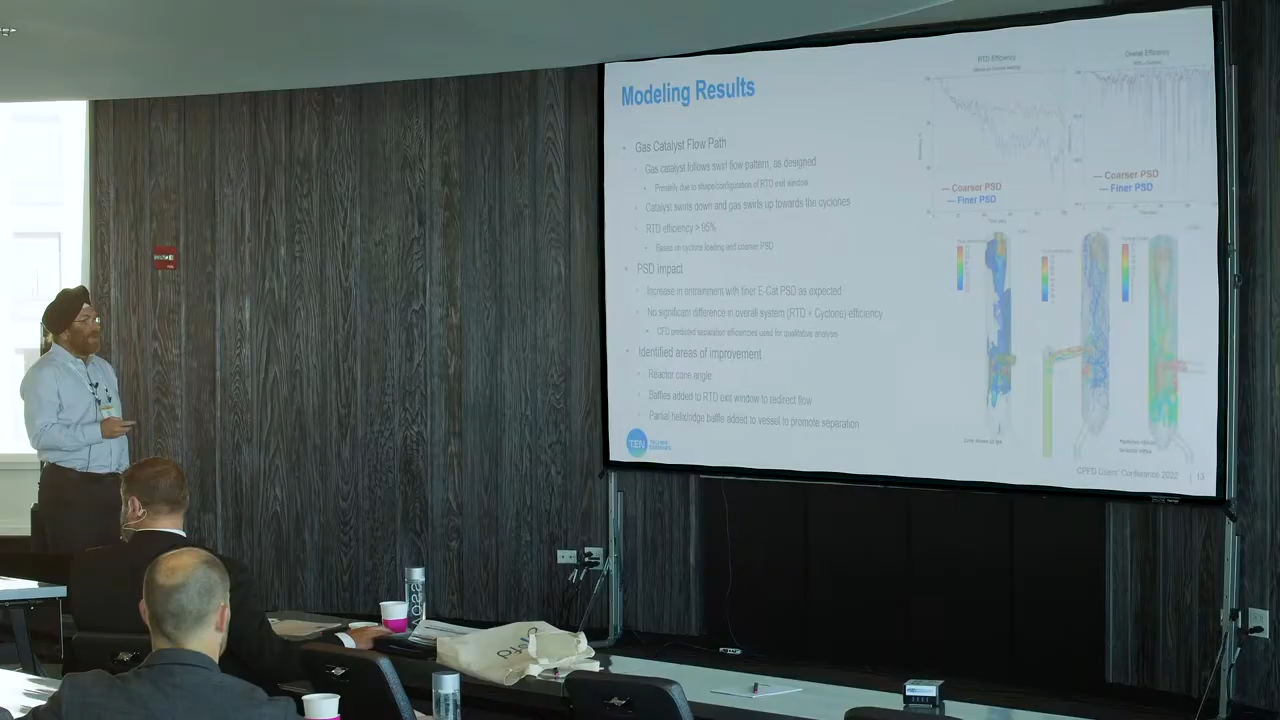 Modeling Results
Gas Catalyst Flow Path
Gas catalyst follows swirl flow pattern, as designed
Primarily due to shape/configuration of RTD exit window
Catalyst swirls down and gas swirls up towards the cyclones
RTD efficiency > 95%
Based on cyclone loading and coarser PSD
PSD Impact
Increase in entrainment with finer E-Cat PSD as expected
No significant difference in overall system (RTD + Cyclone) efficiency
CFD predicted separation efficiencies used for qualitative analysis
Identified areas of improvement
Reactor cone angle
Baffles added to RTD exit window to redirect flow
Partial helix/ridge baffle added to vessel to promote separation
RTD Efficiency
Coarser PSD
Finer PSD
Overall Efficiency
Coarser PSD
Finer PSD
TEN
TECHNIP
ENERGIES
CPFD Users' Conference 2022 | 13